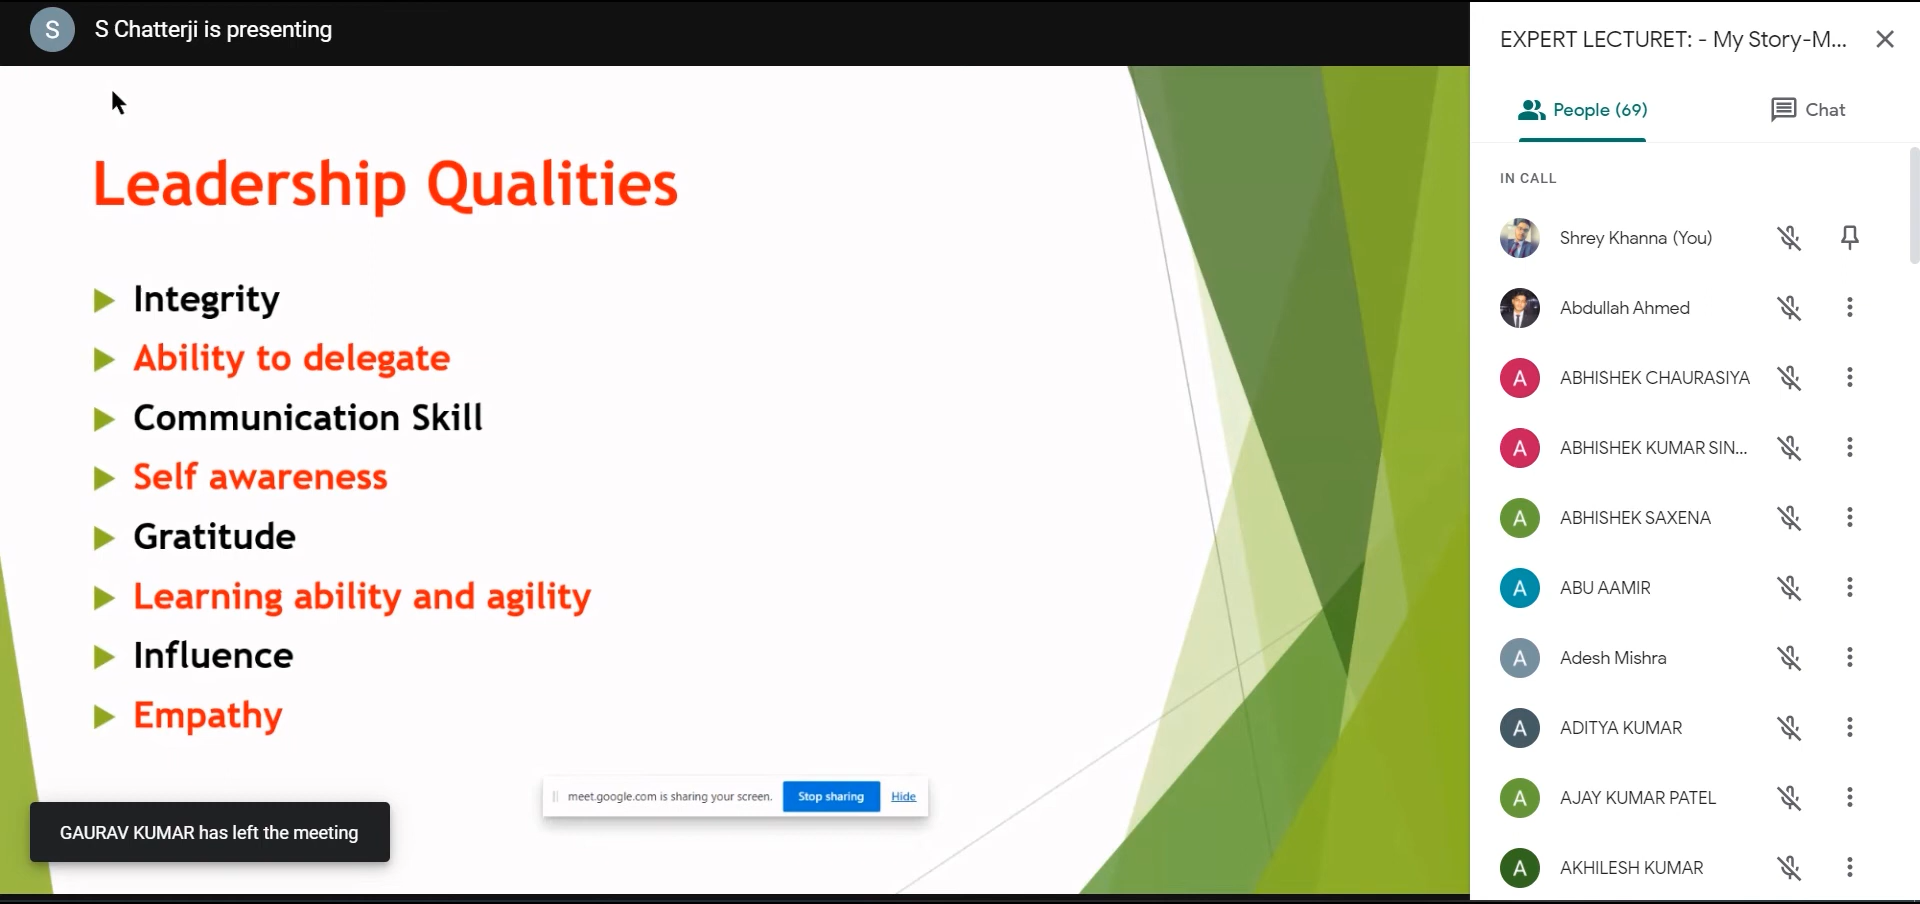 S
S Chatterji is presenting
Leadership Qualities
Integrity
Ability to delegate
Communication Skill
Self awareness
Gratitude
Learning ability and agility
Influence
Empathy
meet.google.com is sharing your screen. Stop sharing Hide
GAURAV KUMAR has left the meeting
EXPERT LECTURET: - My Story-M...
People (69) Chat
IN CALL
Shrey Khanna (You)
Abdullah Ahmed
A ABHISHEK CHAURASIYA
A ABHISHEK KUMAR SIN...
A ABHISHEK SAXENA
A ABU AAMIR
A Adesh Mishra
A ADITYA KUMAR
A AJAY KUMAR PATEL
A AKHILESH KUMAR